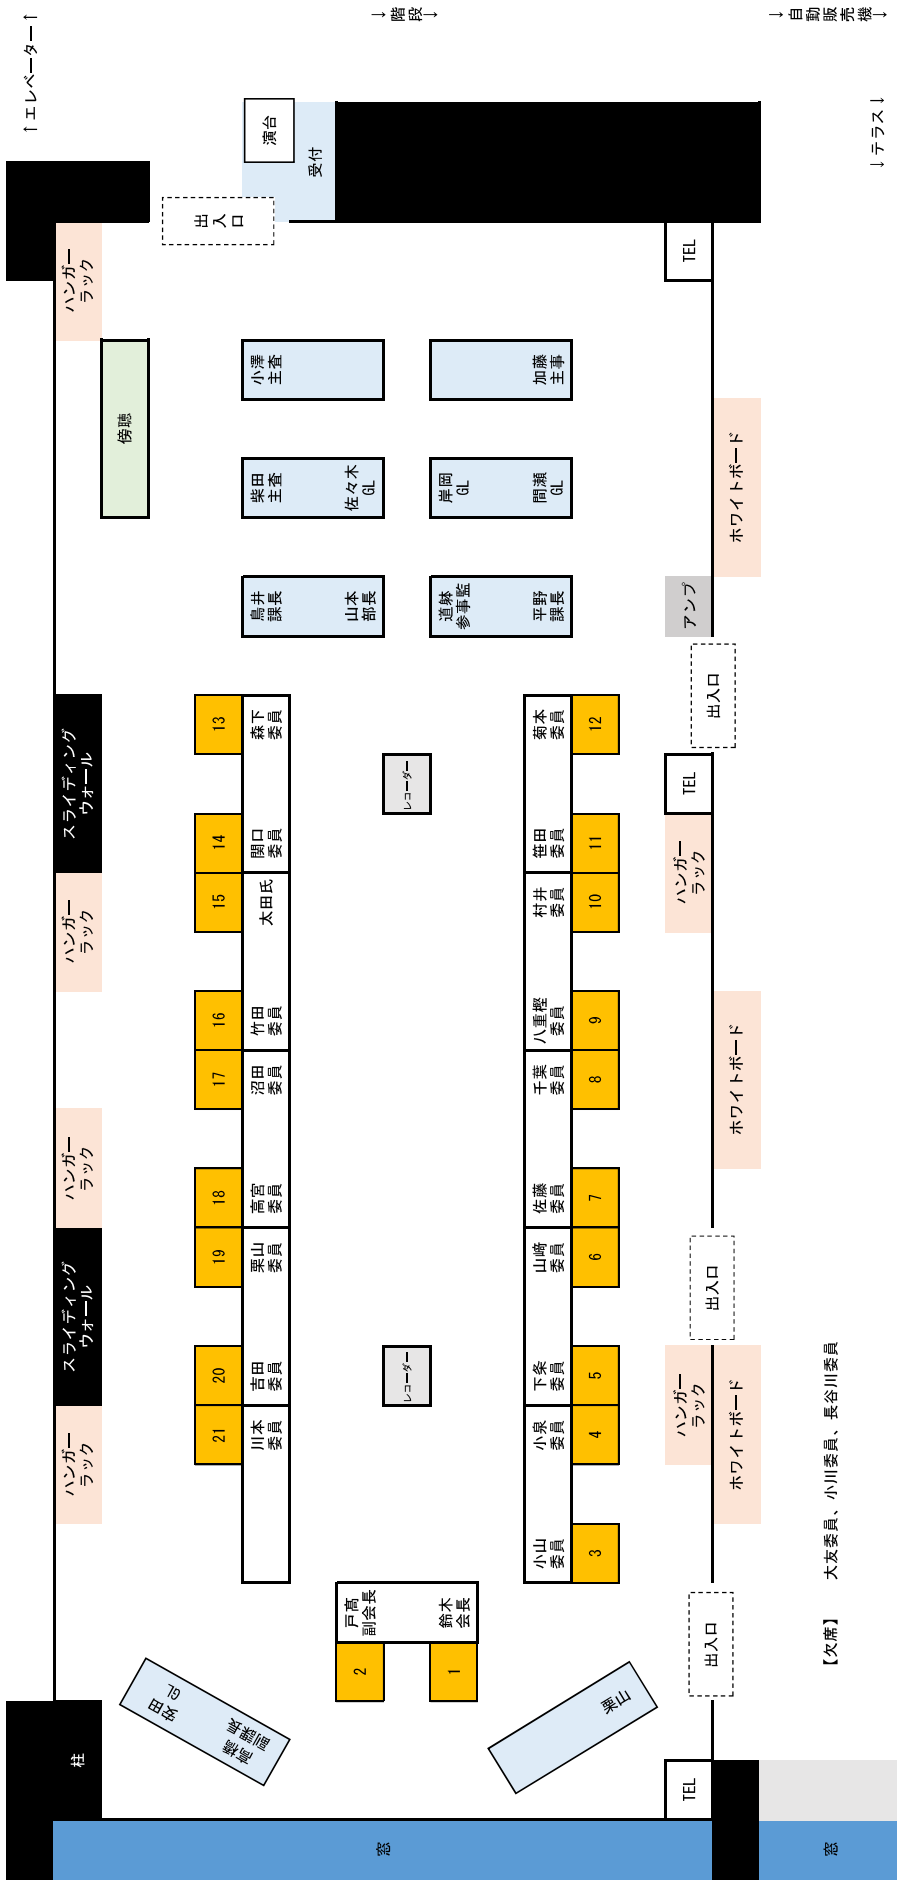 ↑エレベーター↑
↓階段↓
↓自動販売機↓
演台
受付
↓テラス↓
出入口
ハンガー
ラック
TEL
傍聴
小澤
主査
加藤
主事
柴田
主査
佐々木
GL
岸岡
GL
間瀬
GL
ホワイトボード
鳥井
課長
山本
部長
道躰
参事監
平野
課長
アンプ
出入口
スライディング
ウォール
13
森下
委員
レコーダー
菊本
委員
12
TEL
14
関口
委員
笹田
委員
11
ハンガー
ラック
ハンガー
ラック
15
太田氏
村井
委員
10
16
竹田
委員
八重樫
委員
9
ホワイトボード
17
沼田
委員
千葉
委員
8
ハンガー
ラック
18
高宮
委員
佐藤
委員
7
スライディング
ウォール
19
栗山
委員
山﨑
委員
6
出入口
20
吉田
委員
レコーダー
下条
委員
5
ハンガー
ラック
ホワイトボード
ハンガー
ラック
21
川本
委員
小泉
委員
4
小山
委員
3
戸髙
副会長
鈴木
会長
2
1
出入口
【欠席】 大友委員、小川委員、長谷川委員
安田
GL
高橋
副課長
栗山
柱
TEL
窓
窓